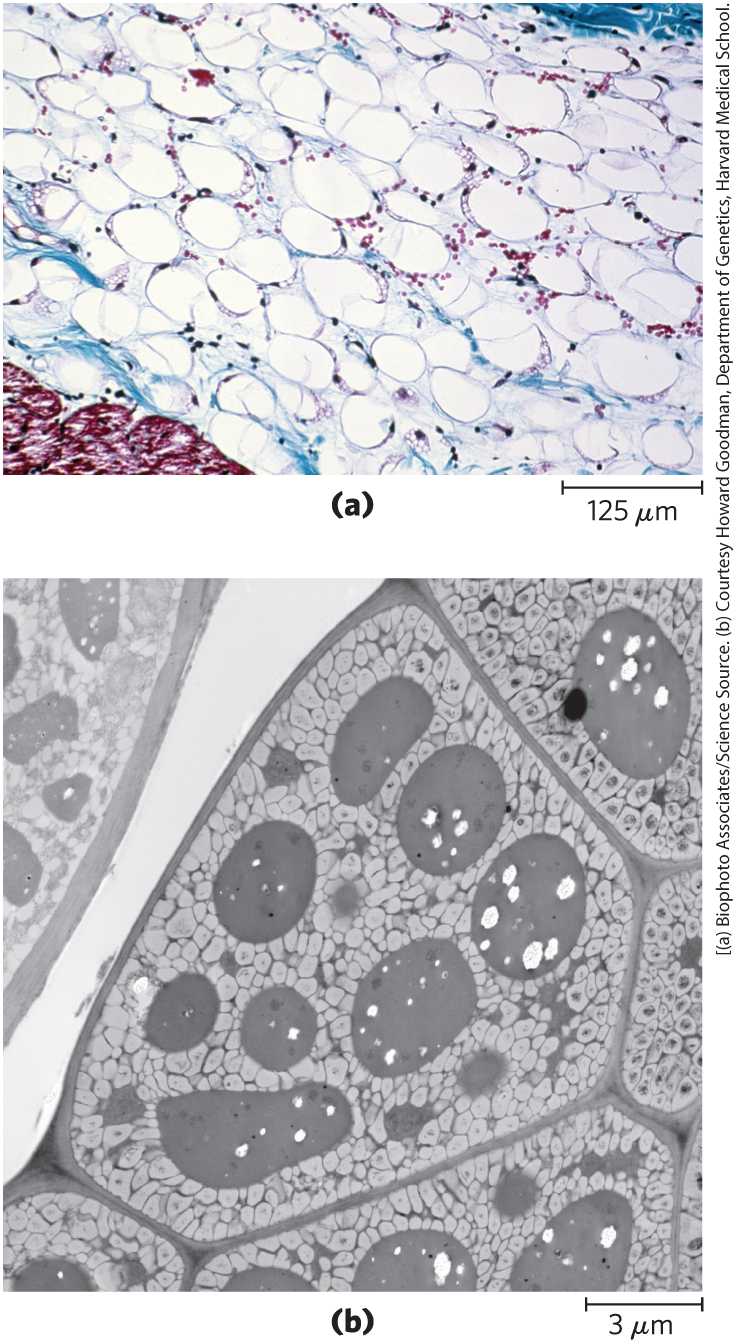 (a)
125 μm
(b)
3 μm
[(a) Biophoto Associates/Science Source. (b) Courtesy Howard Goodman, Department of Genetics, Harvard Medical School.